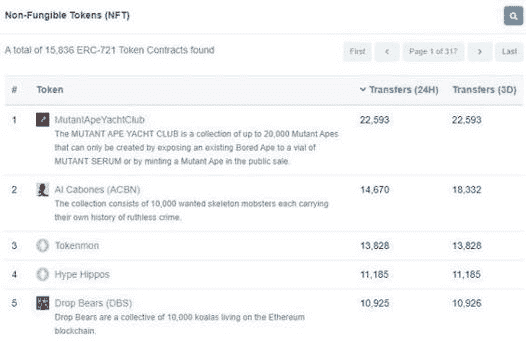 Non-Fungible Tokens (NFT)
A total of 15,836 ERC-721 Token Contracts found
First < Page 1 of 317 > Last
# Token Transfers (24H) Transfers (3D)
1 MutantApeYachtClub 22,593 22,593
The MUTANT APE YACHT CLUB is a collection of up to 20,000 Mutant Apes
that can only be created by exposing an existing Bored Ape to a vial of
MUTANT SERUM or by minting a Mutant Ape in the public sale.
2 Al Cabones (ACBN) 14,670 18,332
The collection consists of 10,000 wanted skeleton mobsters each carrying
their own history of ruthless crime.
3 Tokenmon 13,828 13,828
4 Hype Hippos 11,185 11,185
5 Drop Bears (DBS) 10,925 10,926
Drop Bears are a collective of 10,000 koalas living on the Ethereum
blockchain.